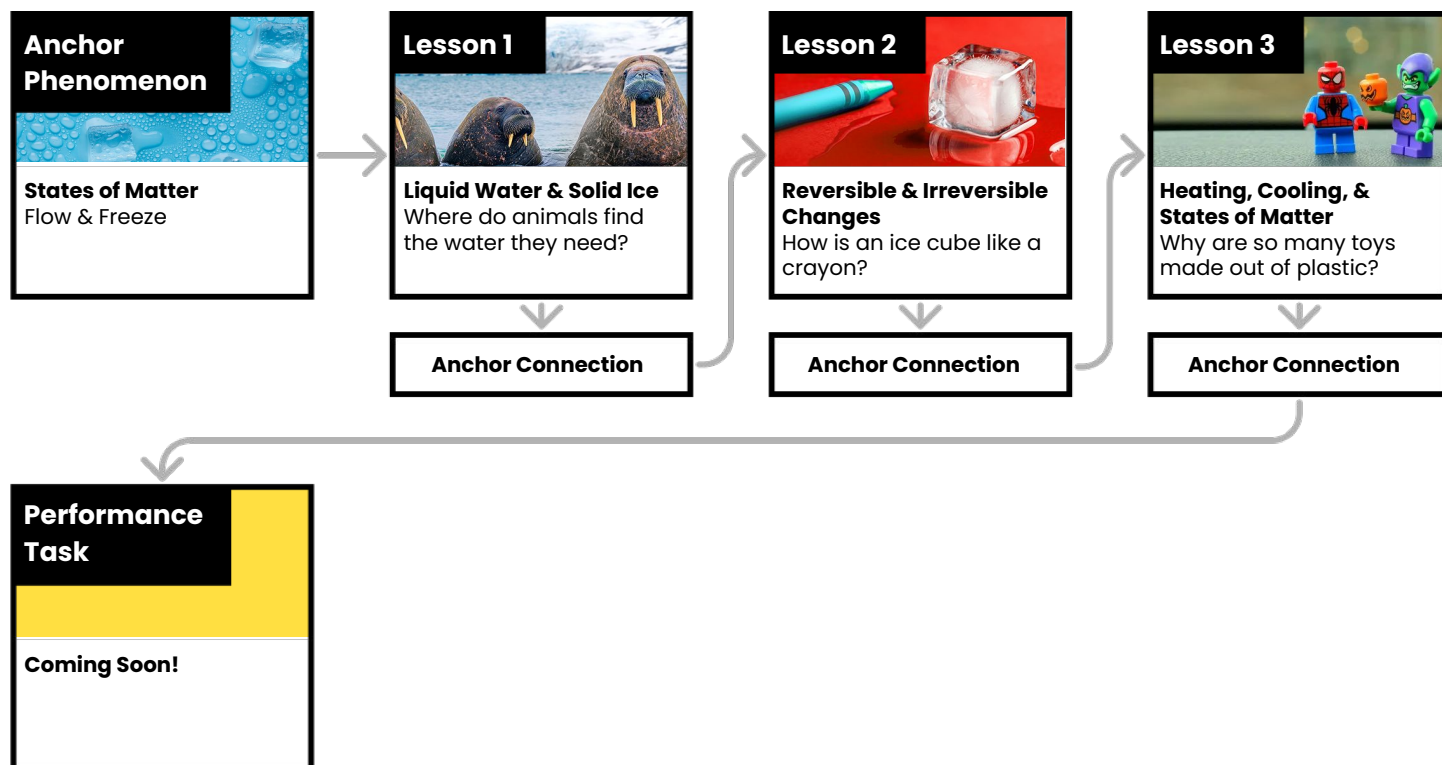 Anchor
Phenomenon
States of Matter
Flow & Freeze
Lesson 1
Liquid Water & Solid Ice
Where do animals find
the water they need?
Anchor Connection
Lesson 2
Reversible & Irreversible
Changes
How is an ice cube like a
crayon?
Anchor Connection
Lesson 3
Heating, Cooling, &
States of Matter
Why are so many toys
made out of plastic?
Anchor Connection
Performance
Task
Coming Soon!